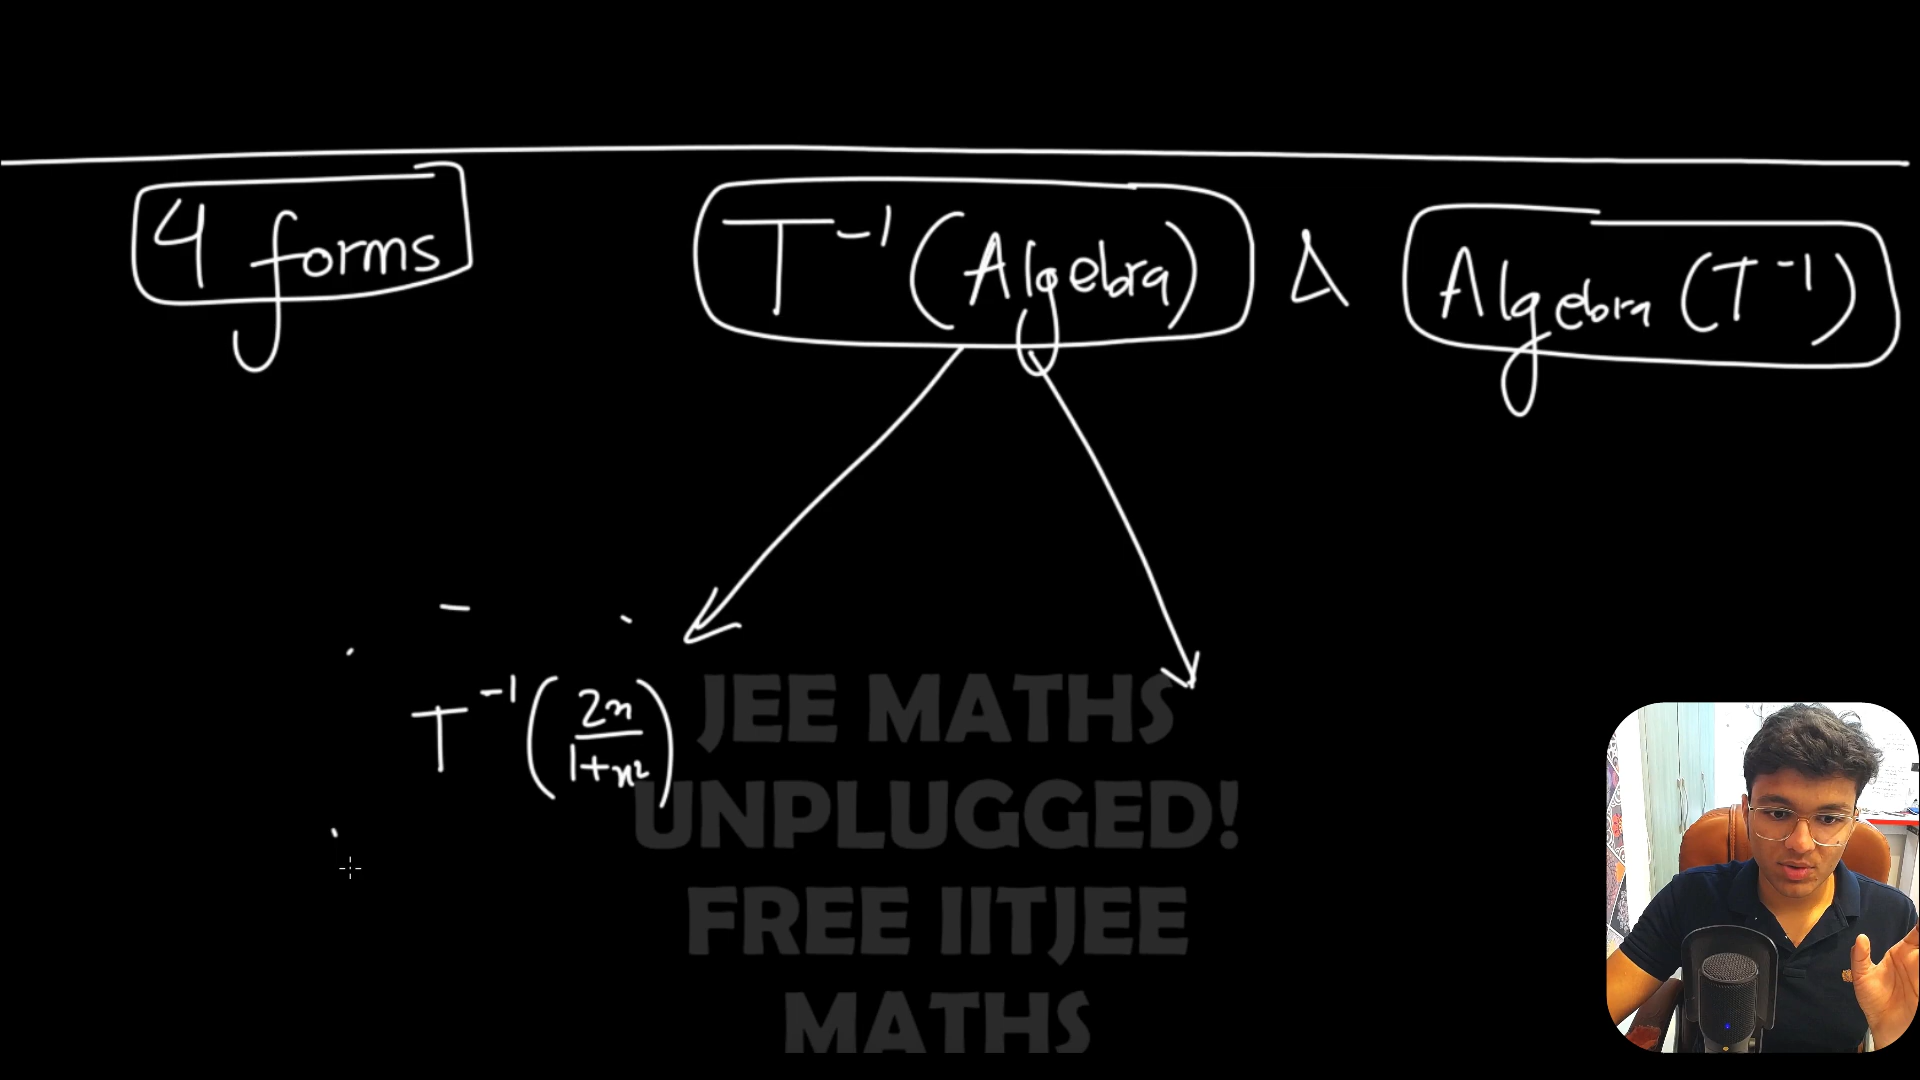 4 forms
T⁻¹(Algebra) & Algebra(T⁻¹)
T⁻¹(2x/1+x²)
JEE MATHS
UNPLUGGED!
FREE IITJEE
MATHS